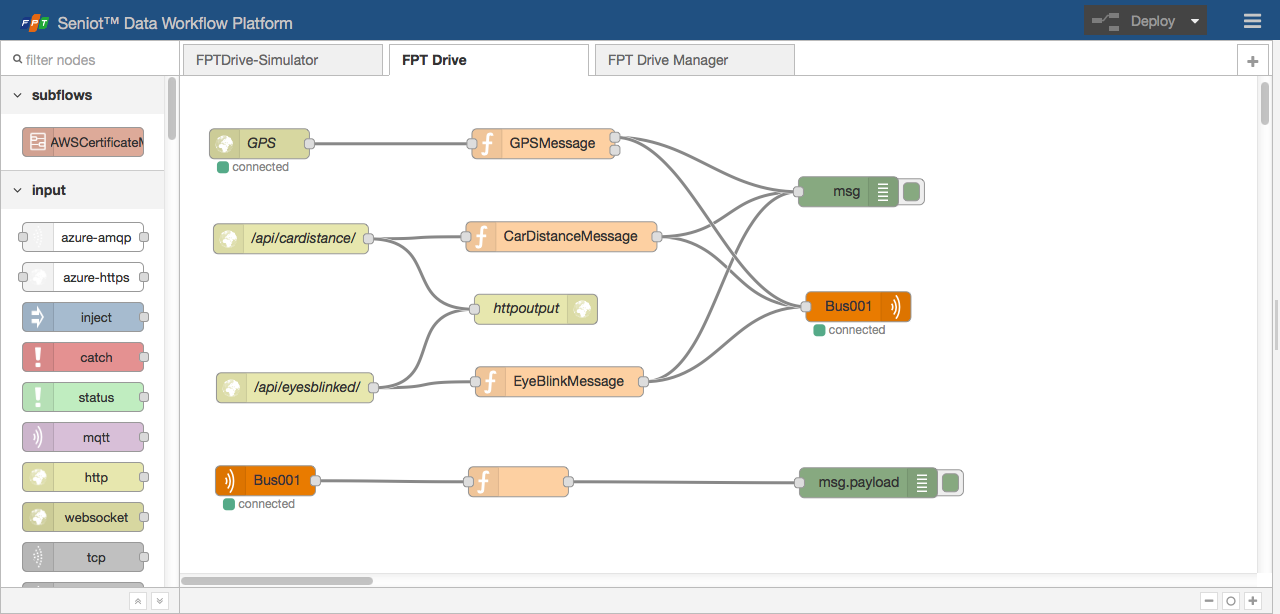 FPT Seniot™ Data Workflow Platform
Deploy
filter nodes
FPTDrive-Simulator
FPT Drive
FPT Drive Manager
subflows
AWSCertificateM
input
azure-amqp
azure-https
inject
catch
status
mqtt
http
websocket
tcp
GPS
connected
GPSMessage
msg
/api/cardistance/
CarDistanceMessage
httpoutput
Bus001
connected
/api/eyesblinked/
EyeBlinkMessage
Bus001
connected
msg.payload